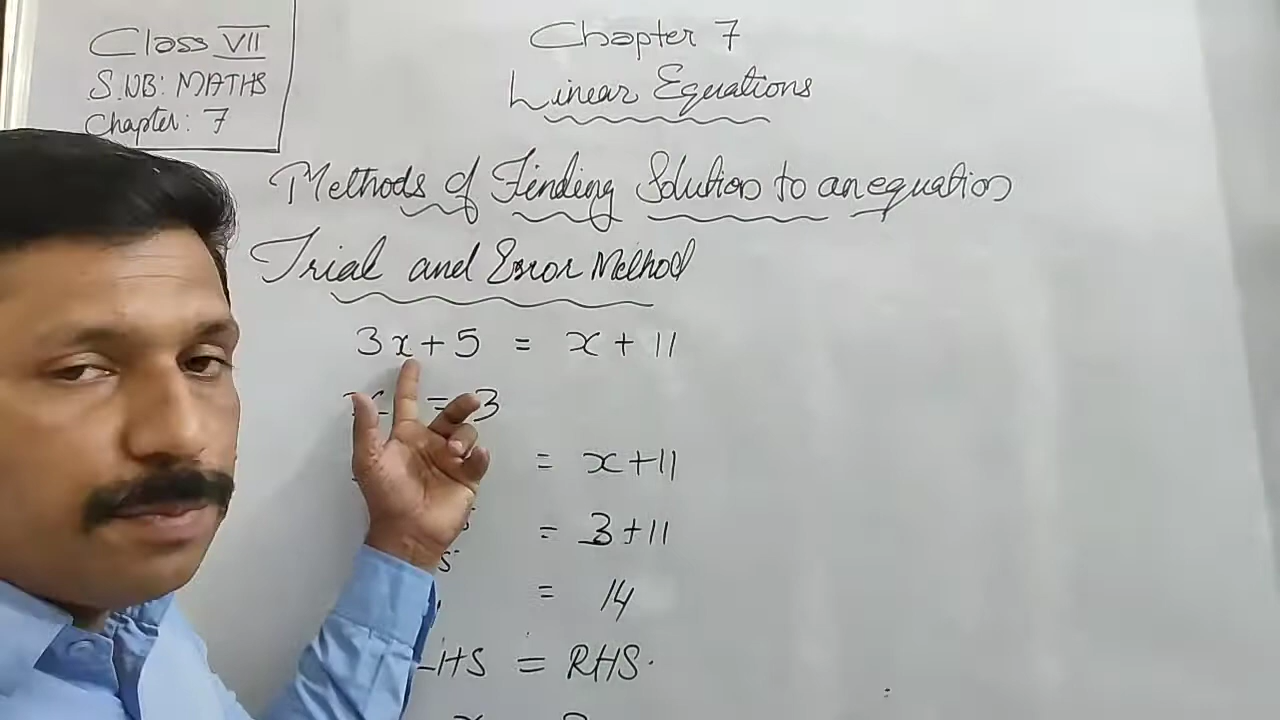 Class VII
SUB: MATHS
Chapter: 7
Chapter 7
Linear Equations
Methods of Finding Solution to an equation
Trial and Error Method
3x + 5 = x + 11
x = 3
= x + 11
= 3 + 11
= 14
LHS = RHS.